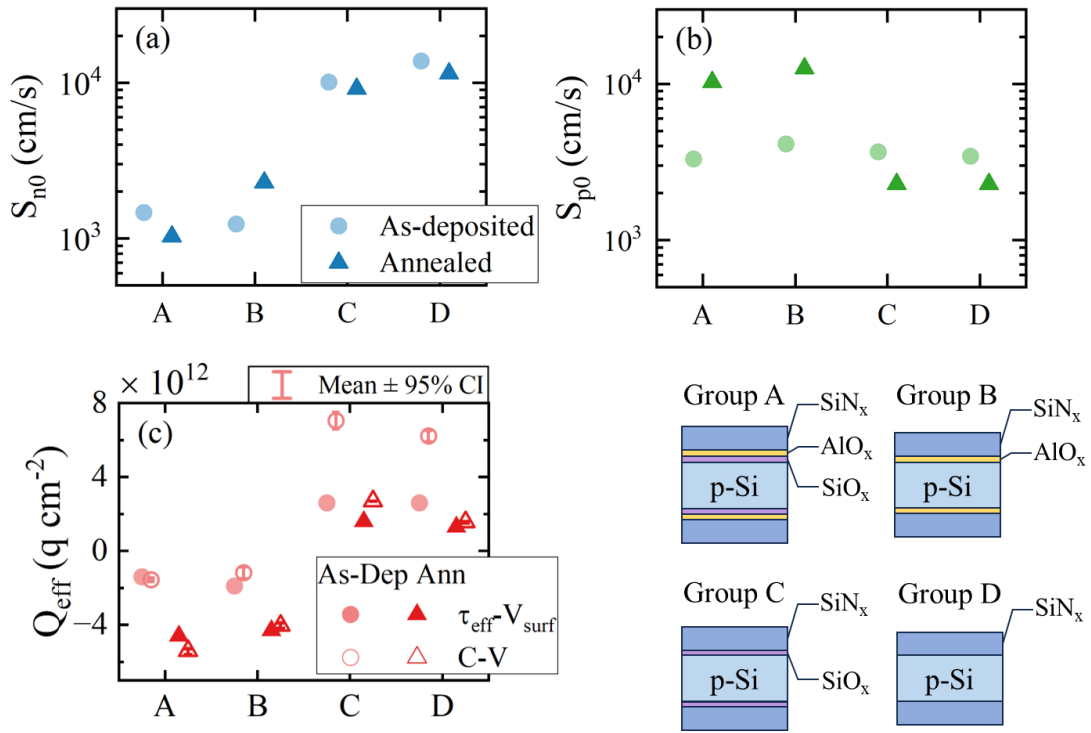 (a)
S_n0 (cm/s)
10^4
10^3
As-deposited
Annealed
A B C D
(b)
S_p0 (cm/s)
10^4
10^3
A B C D
× 10^12
Mean ± 95% CI
(c)
Q_eff (q cm^-2)
8
4
0
−4
As-Dep Ann
τ_eff-V_surf
C-V
A B C D
Group A
SiN_x
AlO_x
SiO_x
p-Si
Group B
SiN_x
AlO_x
p-Si
Group C
SiN_x
SiO_x
p-Si
Group D
SiN_x
p-Si